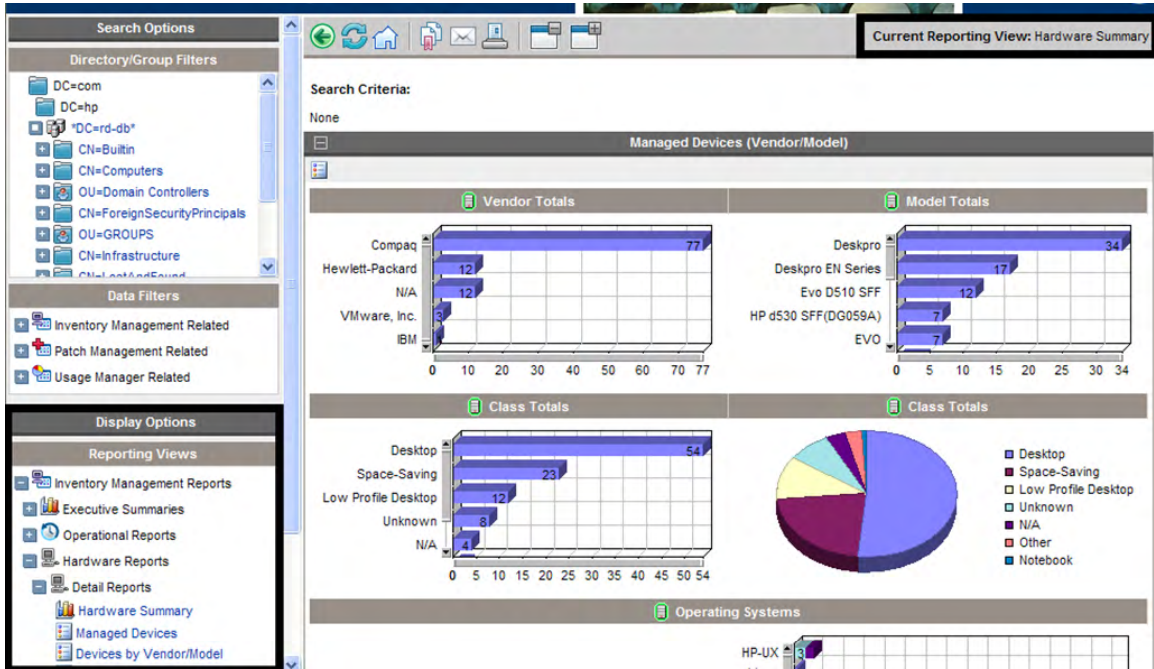 Search Options
Directory/Group Filters
DC=com
DC=hp
*DC=rd-db*
CN=Builtin
CN=Computers
OU=Domain Controllers
CN=ForeignSecurityPrincipals
OU=GROUPS
CN=Infrastructure
CN=LostAndFound
Data Filters
Inventory Management Related
Patch Management Related
Usage Manager Related
Display Options
Reporting Views
Inventory Management Reports
Executive Summaries
Operational Reports
Hardware Reports
Detail Reports
Hardware Summary
Managed Devices
Devices by Vendor/Model
Current Reporting View: Hardware Summary
Search Criteria:
None
Managed Devices (Vendor/Model)
Vendor Totals
Compaq 77
Hewlett-Packard 12
N/A 12
VMware, Inc. 3
IBM
0 10 20 30 40 50 60 70 77
Model Totals
Deskpro 34
Deskpro EN Series 17
Evo D510 SFF 12
HP d530 SFF(DG059A) 7
EVO 7
0 5 10 15 20 25 30 34
Class Totals
Desktop 54
Space-Saving 23
Low Profile Desktop 12
Unknown 8
N/A 4
0 5 10 15 20 25 30 35 40 45 50 54
Class Totals
Desktop
Space-Saving
Low Profile Desktop
Unknown
N/A
Other
Notebook
Operating Systems
HP-UX 3